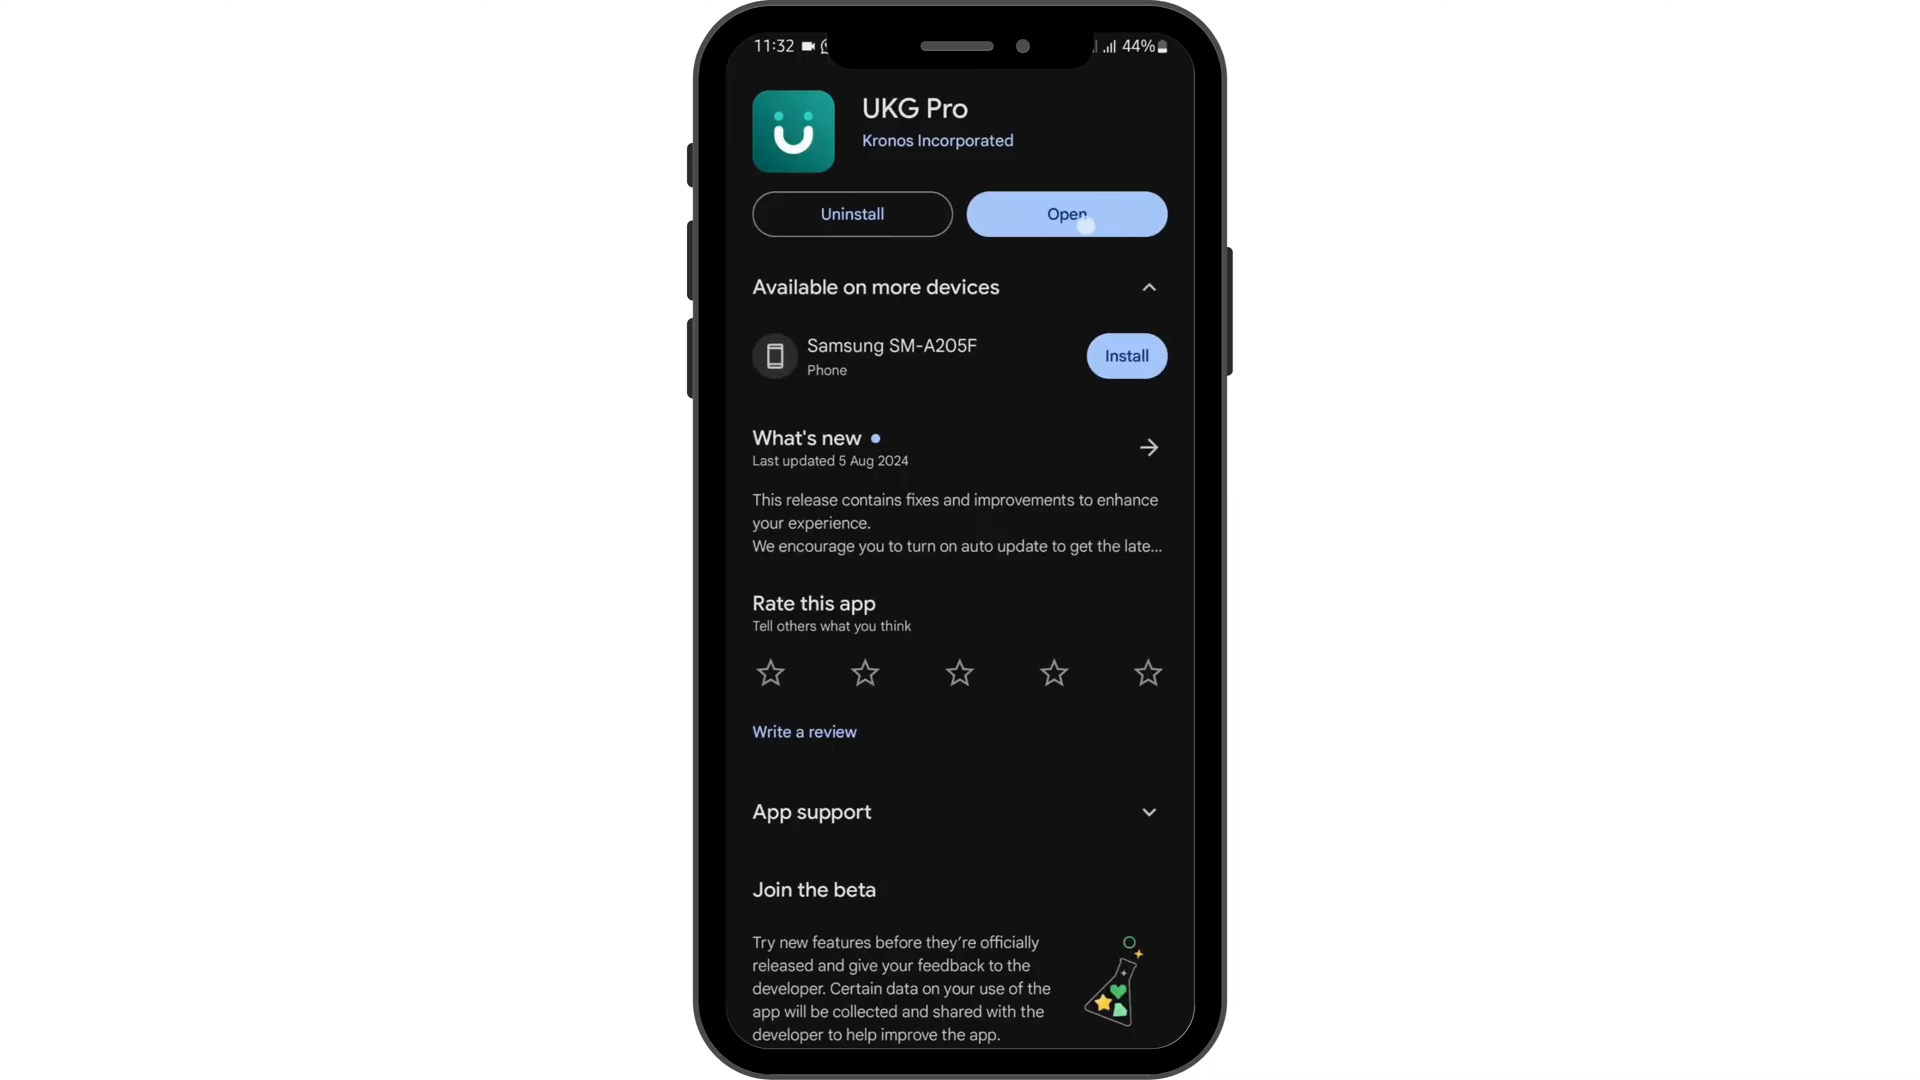 11:32
44%
UKG Pro
Kronos Incorporated
Uninstall
Open
Available on more devices
Samsung SM-A205F
Phone
Install
What's new
Last updated 5 Aug 2024
This release contains fixes and improvements to enhance
your experience.
We encourage you to turn on auto update to get the late...
Rate this app
Tell others what you think
Write a review
App support
Join the beta
Try new features before they're officially
released and give your feedback to the
developer. Certain data on your use of the
app will be collected and shared with the
developer to help improve the app.